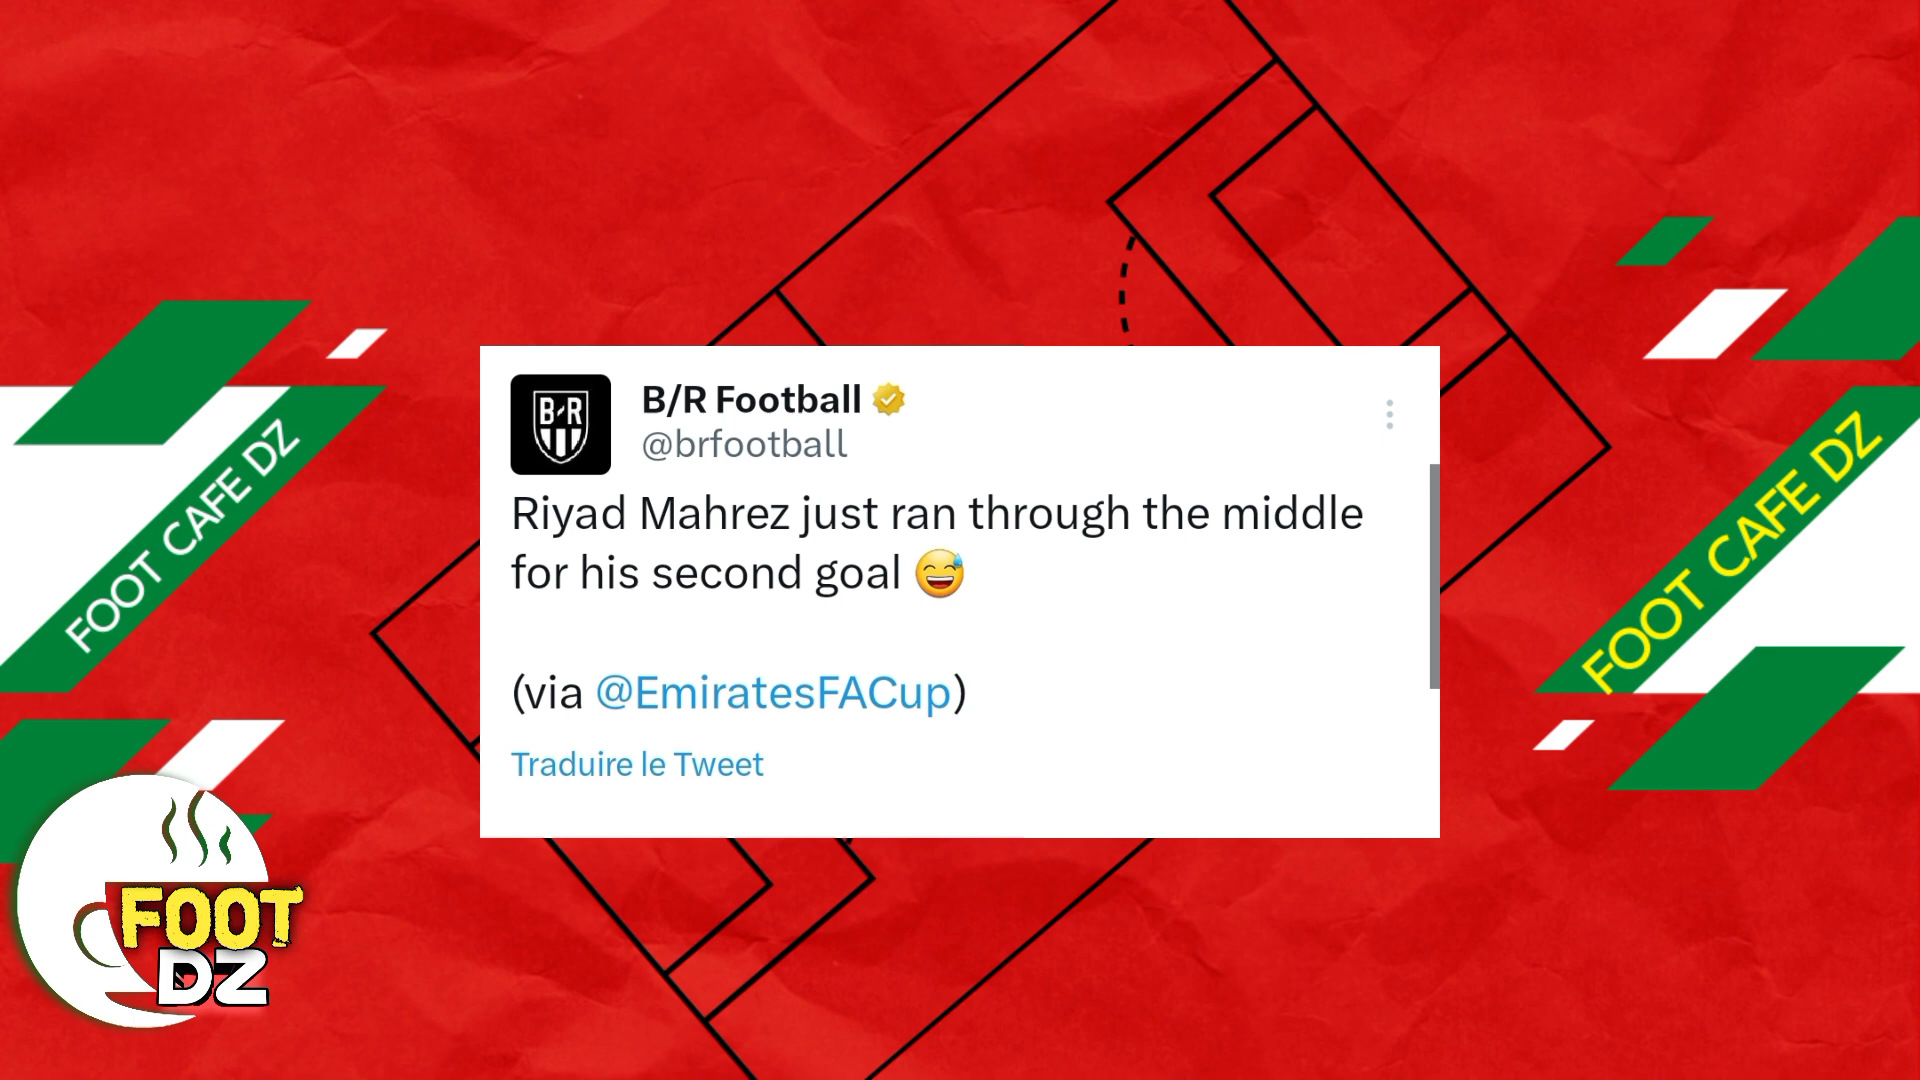 B/R Football
@brfootball
Riyad Mahrez just ran through the middle
for his second goal 😅
(via @EmiratesFACup)
Traduire le Tweet
B/R
FOOT CAFE DZ
FOOT CAFE DZ
FOOT
DZ